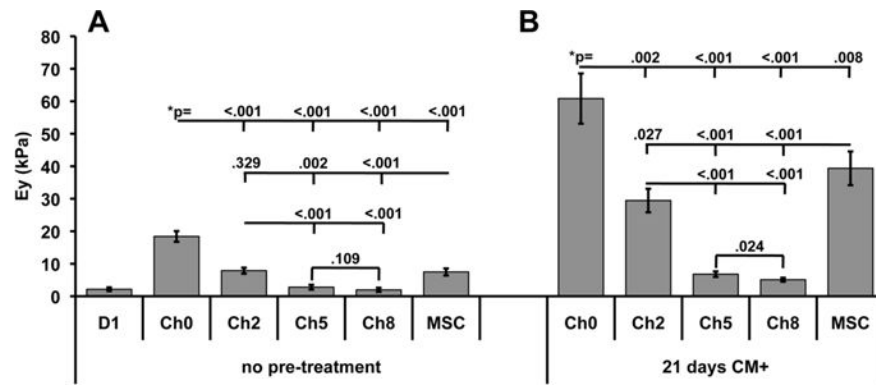 A B
80
70
60
50
40
30
20
10
0
Ey (kPa)
*p= <.001 <.001 <.001 <.001
.329 .002 <.001
<.001 <.001
.109
*p= .002 <.001 <.001 .008
.027 <.001 <.001
<.001 <.001
.024
D1 Ch0 Ch2 Ch5 Ch8 MSC Ch0 Ch2 Ch5 Ch8 MSC
no pre-treatment 21 days CM+